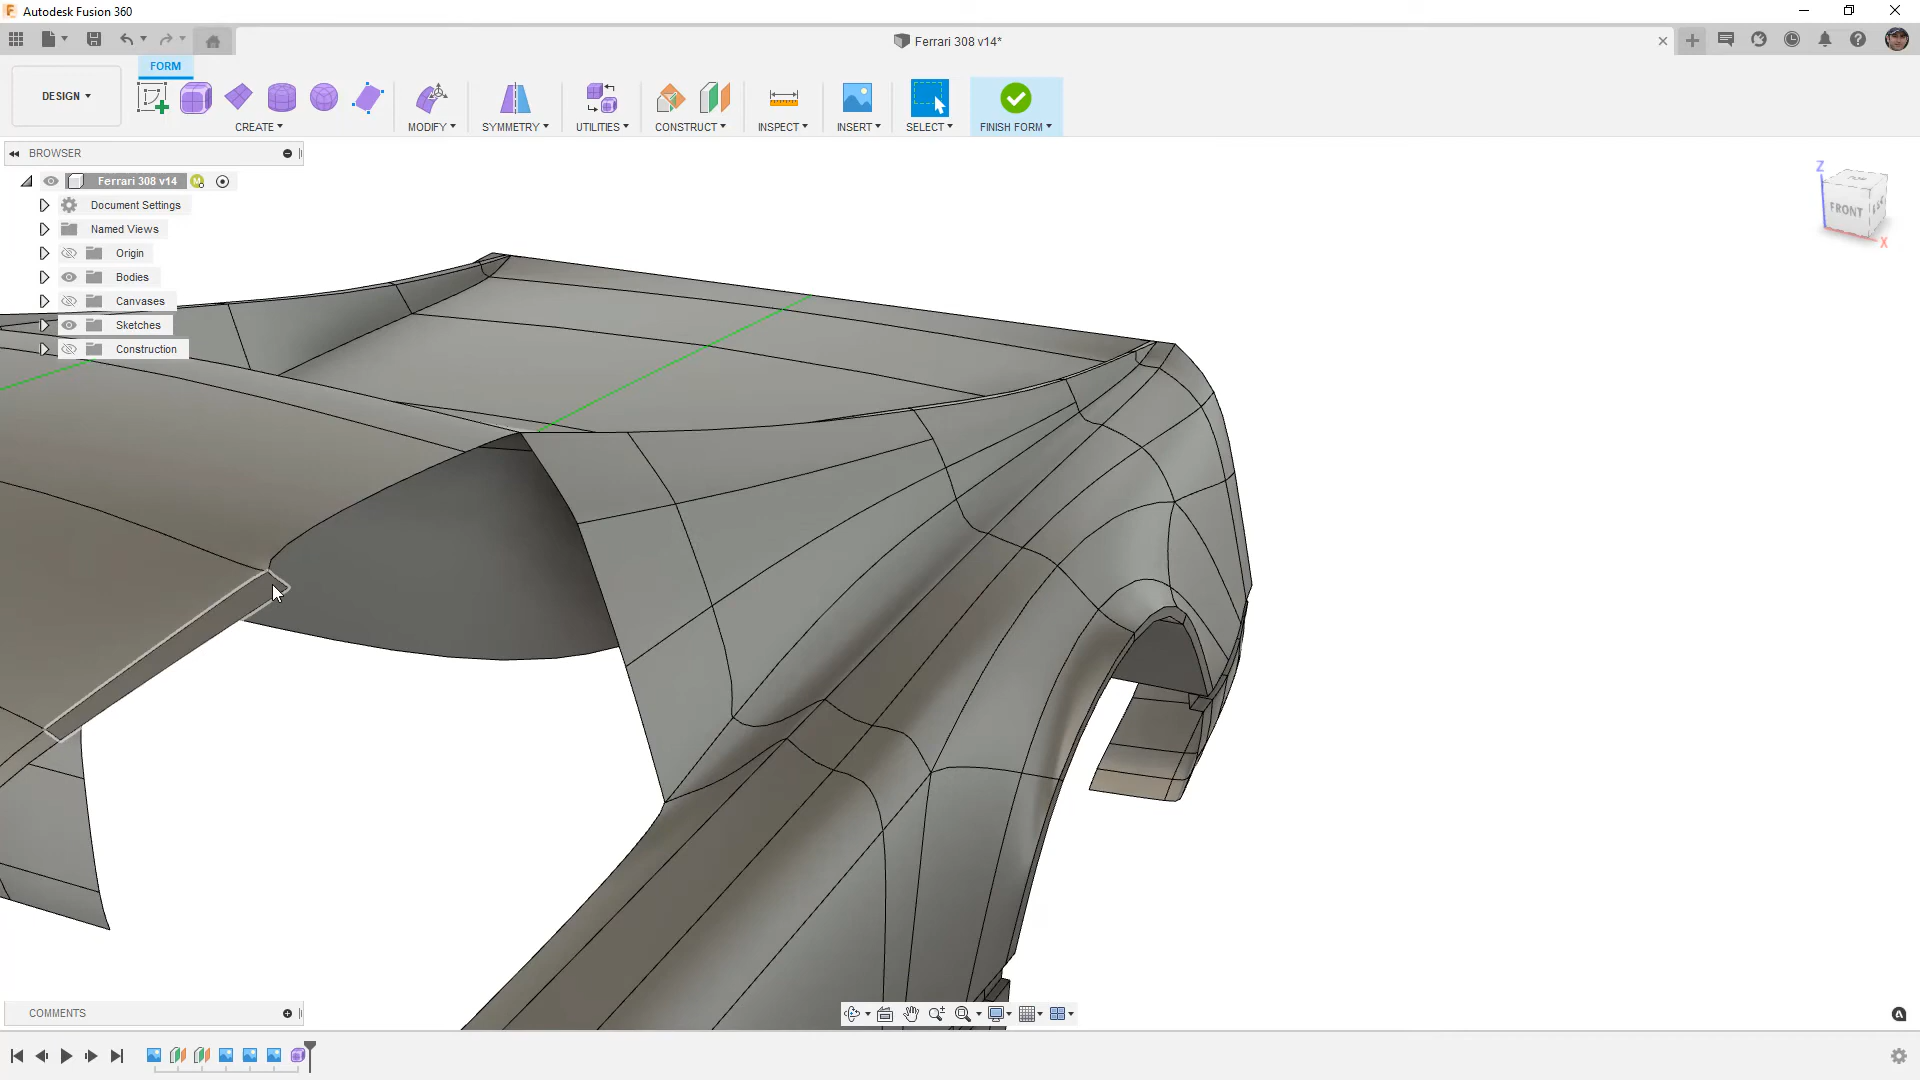 Autodesk Fusion 360
Ferrari 308 v14*
FORM
DESIGN
CREATE
MODIFY
SYMMETRY
UTILITIES
CONSTRUCT
INSPECT
INSERT
SELECT
FINISH FORM
BROWSER
Ferrari 308 v14
Document Settings
Named Views
Origin
Bodies
Canvases
Sketches
Construction
Z
FRONT
X
COMMENTS